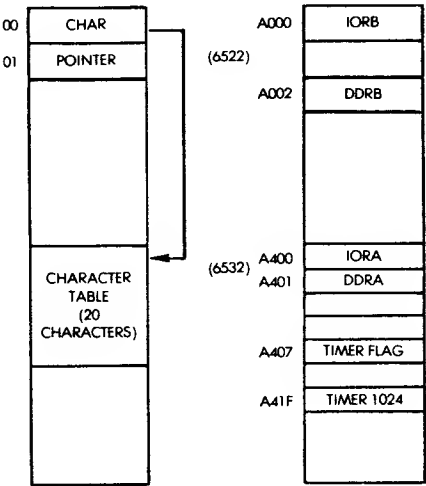 00 CHAR
01 POINTER
CHARACTER
TABLE
(20
CHARACTERS)
A000 IORB
(6522)
A002 DDRB
(6532)
A400 IORA
A401 DDRA
A407 TIMER FLAG
A41F TIMER 1024